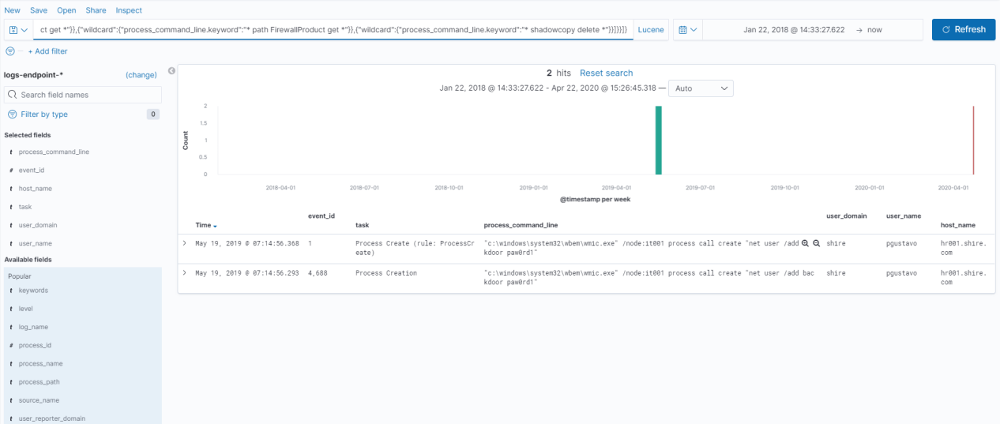 New Save Open Share Inspect
ct get *"}},{"wildcard":{"process_command_line.keyword":"* path FirewallProduct get *"}},{"wildcard":{"process_command_line.keyword":"* shadowcopy delete *"}}]}}]} Lucene Jan 22, 2018 @ 14:33:27.622 → now Refresh
+ Add filter
logs-endpoint-* (change)
Search field names
Filter by type 0
Selected fields
t process_command_line
# event_id
t host_name
t task
t user_domain
t user_name
Available fields
Popular
t keywords
t level
t log_name
# process_id
t process_name
t process_path
t source_name
t user_reporter_domain
2 hits Reset search
Jan 22, 2018 @ 14:33:27.622 - Apr 22, 2020 @ 15:26:45.318 — Auto
Count
2
1.5
1
0.5
0
2018-04-01 2018-07-01 2018-10-01 2019-01-01 2019-04-01 2019-07-01 2019-10-01 2020-01-01 2020-04-01
@timestamp per week
Time event_id task process_command_line user_domain user_name host_name
May 19, 2019 @ 07:14:56.368 1 Process Create (rule: ProcessCr "c:\windows\system32\wbem\wmic.exe" /node:it001 process call create "net user /add shire pgustavo hr001.shire.
eate) kdoor paw0rd1" com
May 19, 2019 @ 07:14:56.293 4,688 Process Creation "c:\windows\system32\wbem\wmic.exe" /node:it001 process call create "net user /add bac shire pgustavo hr001.shire.
kdoor paw0rd1" com